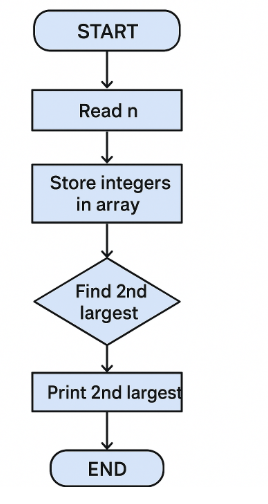 START
Read n
Store integers
in array
Find 2nd
largest
Print 2nd largest
END